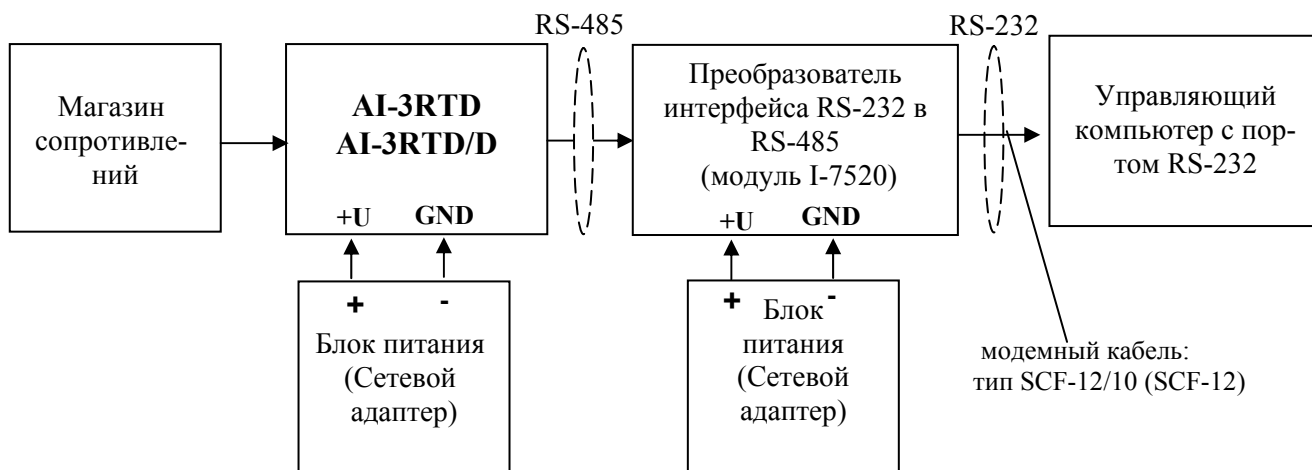 RS-485
RS-232
Магазин
сопротивле-
ний
AI-3RTD
AI-3RTD/D
+U GND
Преобразователь
интерфейса RS-232 в
RS-485
(модуль I-7520)
+U GND
Управляющий
компьютер с пор-
том RS-232
+ -
Блок питания
(Сетевой
адаптер)
+ -
Блок
питания
(Сетевой
адаптер)
модемный кабель:
тип SCF-12/10 (SCF-12)